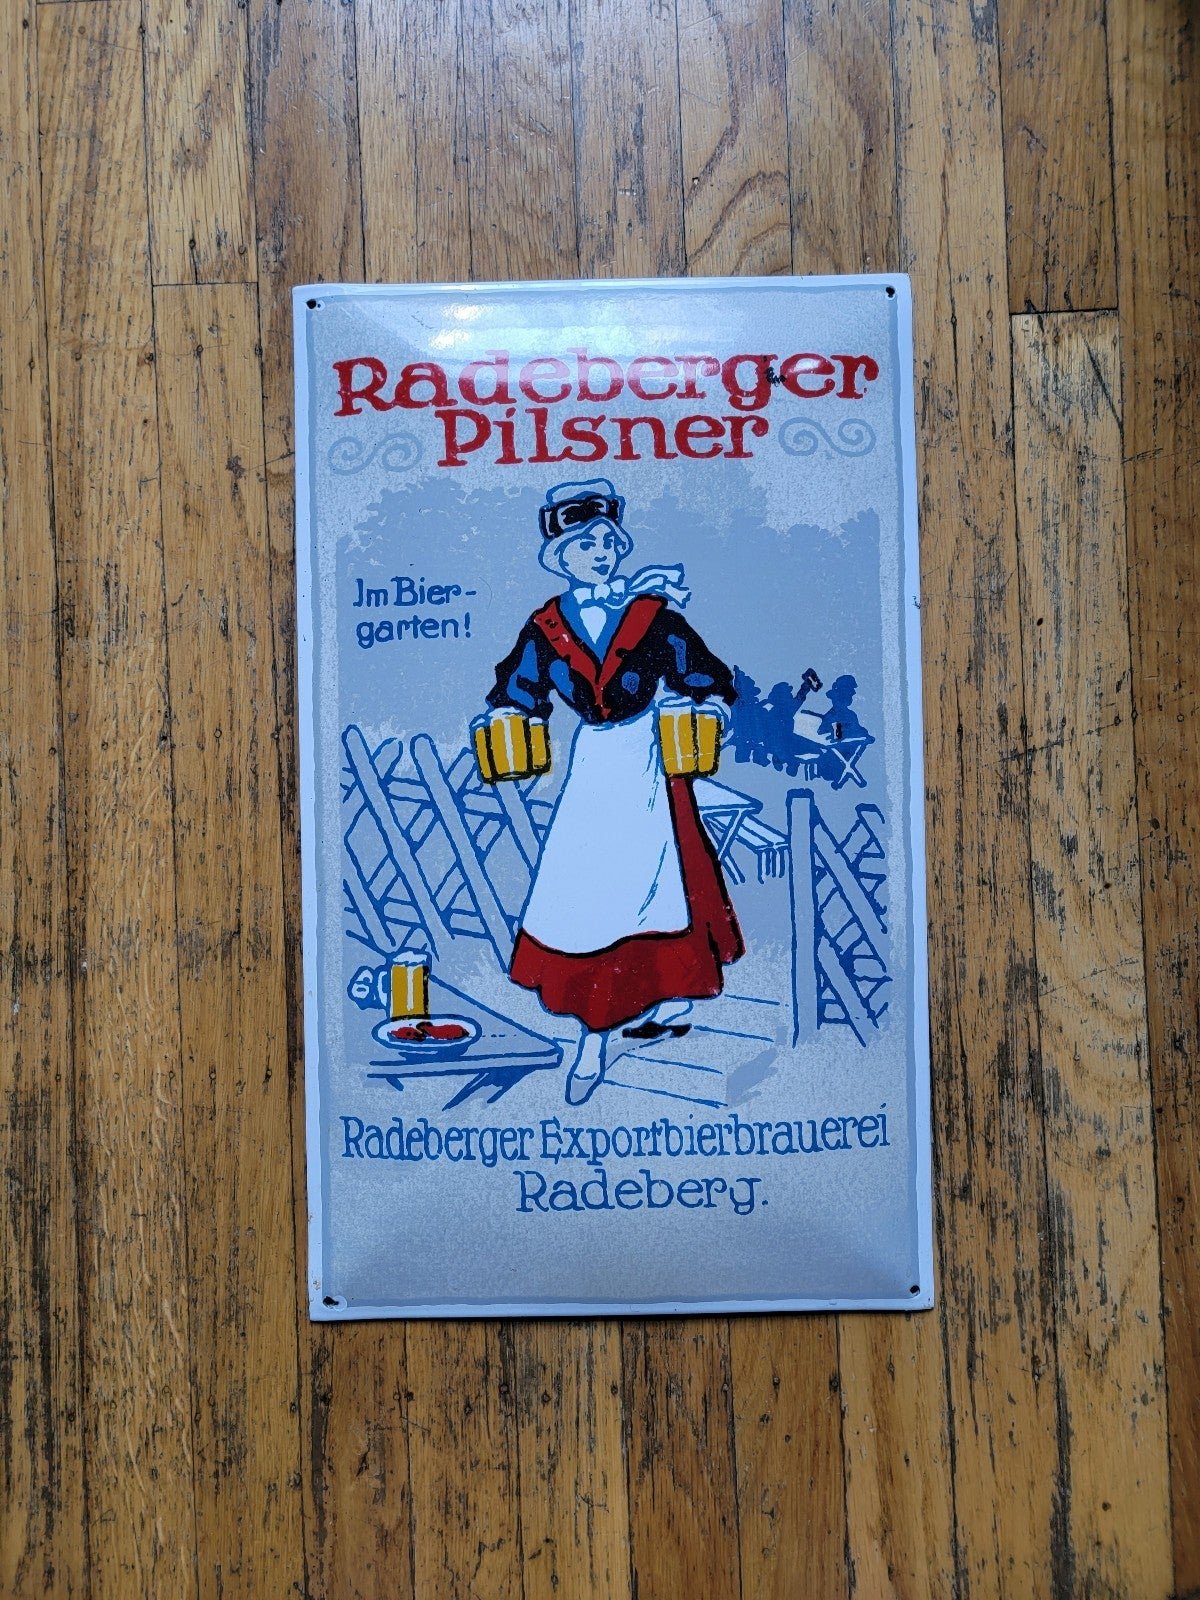 Radeberger
Pilsner
Im Bier-
garten!
Radeberger Exportbierbrauerei
Radeberg.